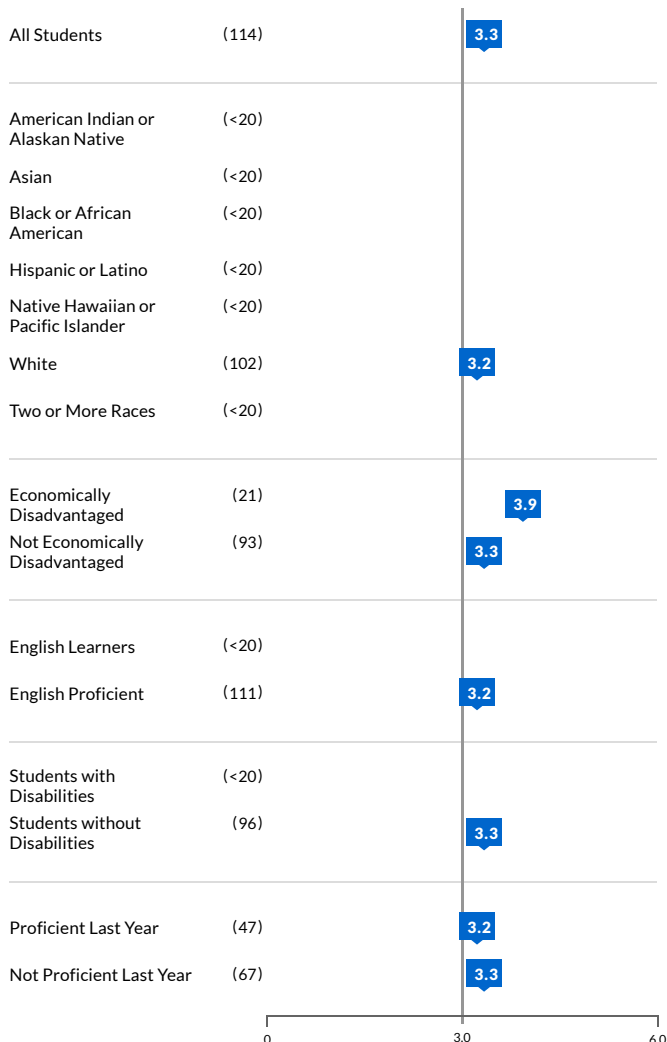 All Students (114) 3.3
American Indian or
Alaskan Native (<20)
Asian (<20)
Black or African
American (<20)
Hispanic or Latino (<20)
Native Hawaiian or
Pacific Islander (<20)
White (102) 3.2
Two or More Races (<20)
Economically
Disadvantaged (21) 3.9
Not Economically
Disadvantaged (93) 3.3
English Learners (<20)
English Proficient (111) 3.2
Students with
Disabilities (<20)
Students without
Disabilities (96) 3.3
Proficient Last Year (47) 3.2
Not Proficient Last Year (67) 3.3
0 3.0 6.0